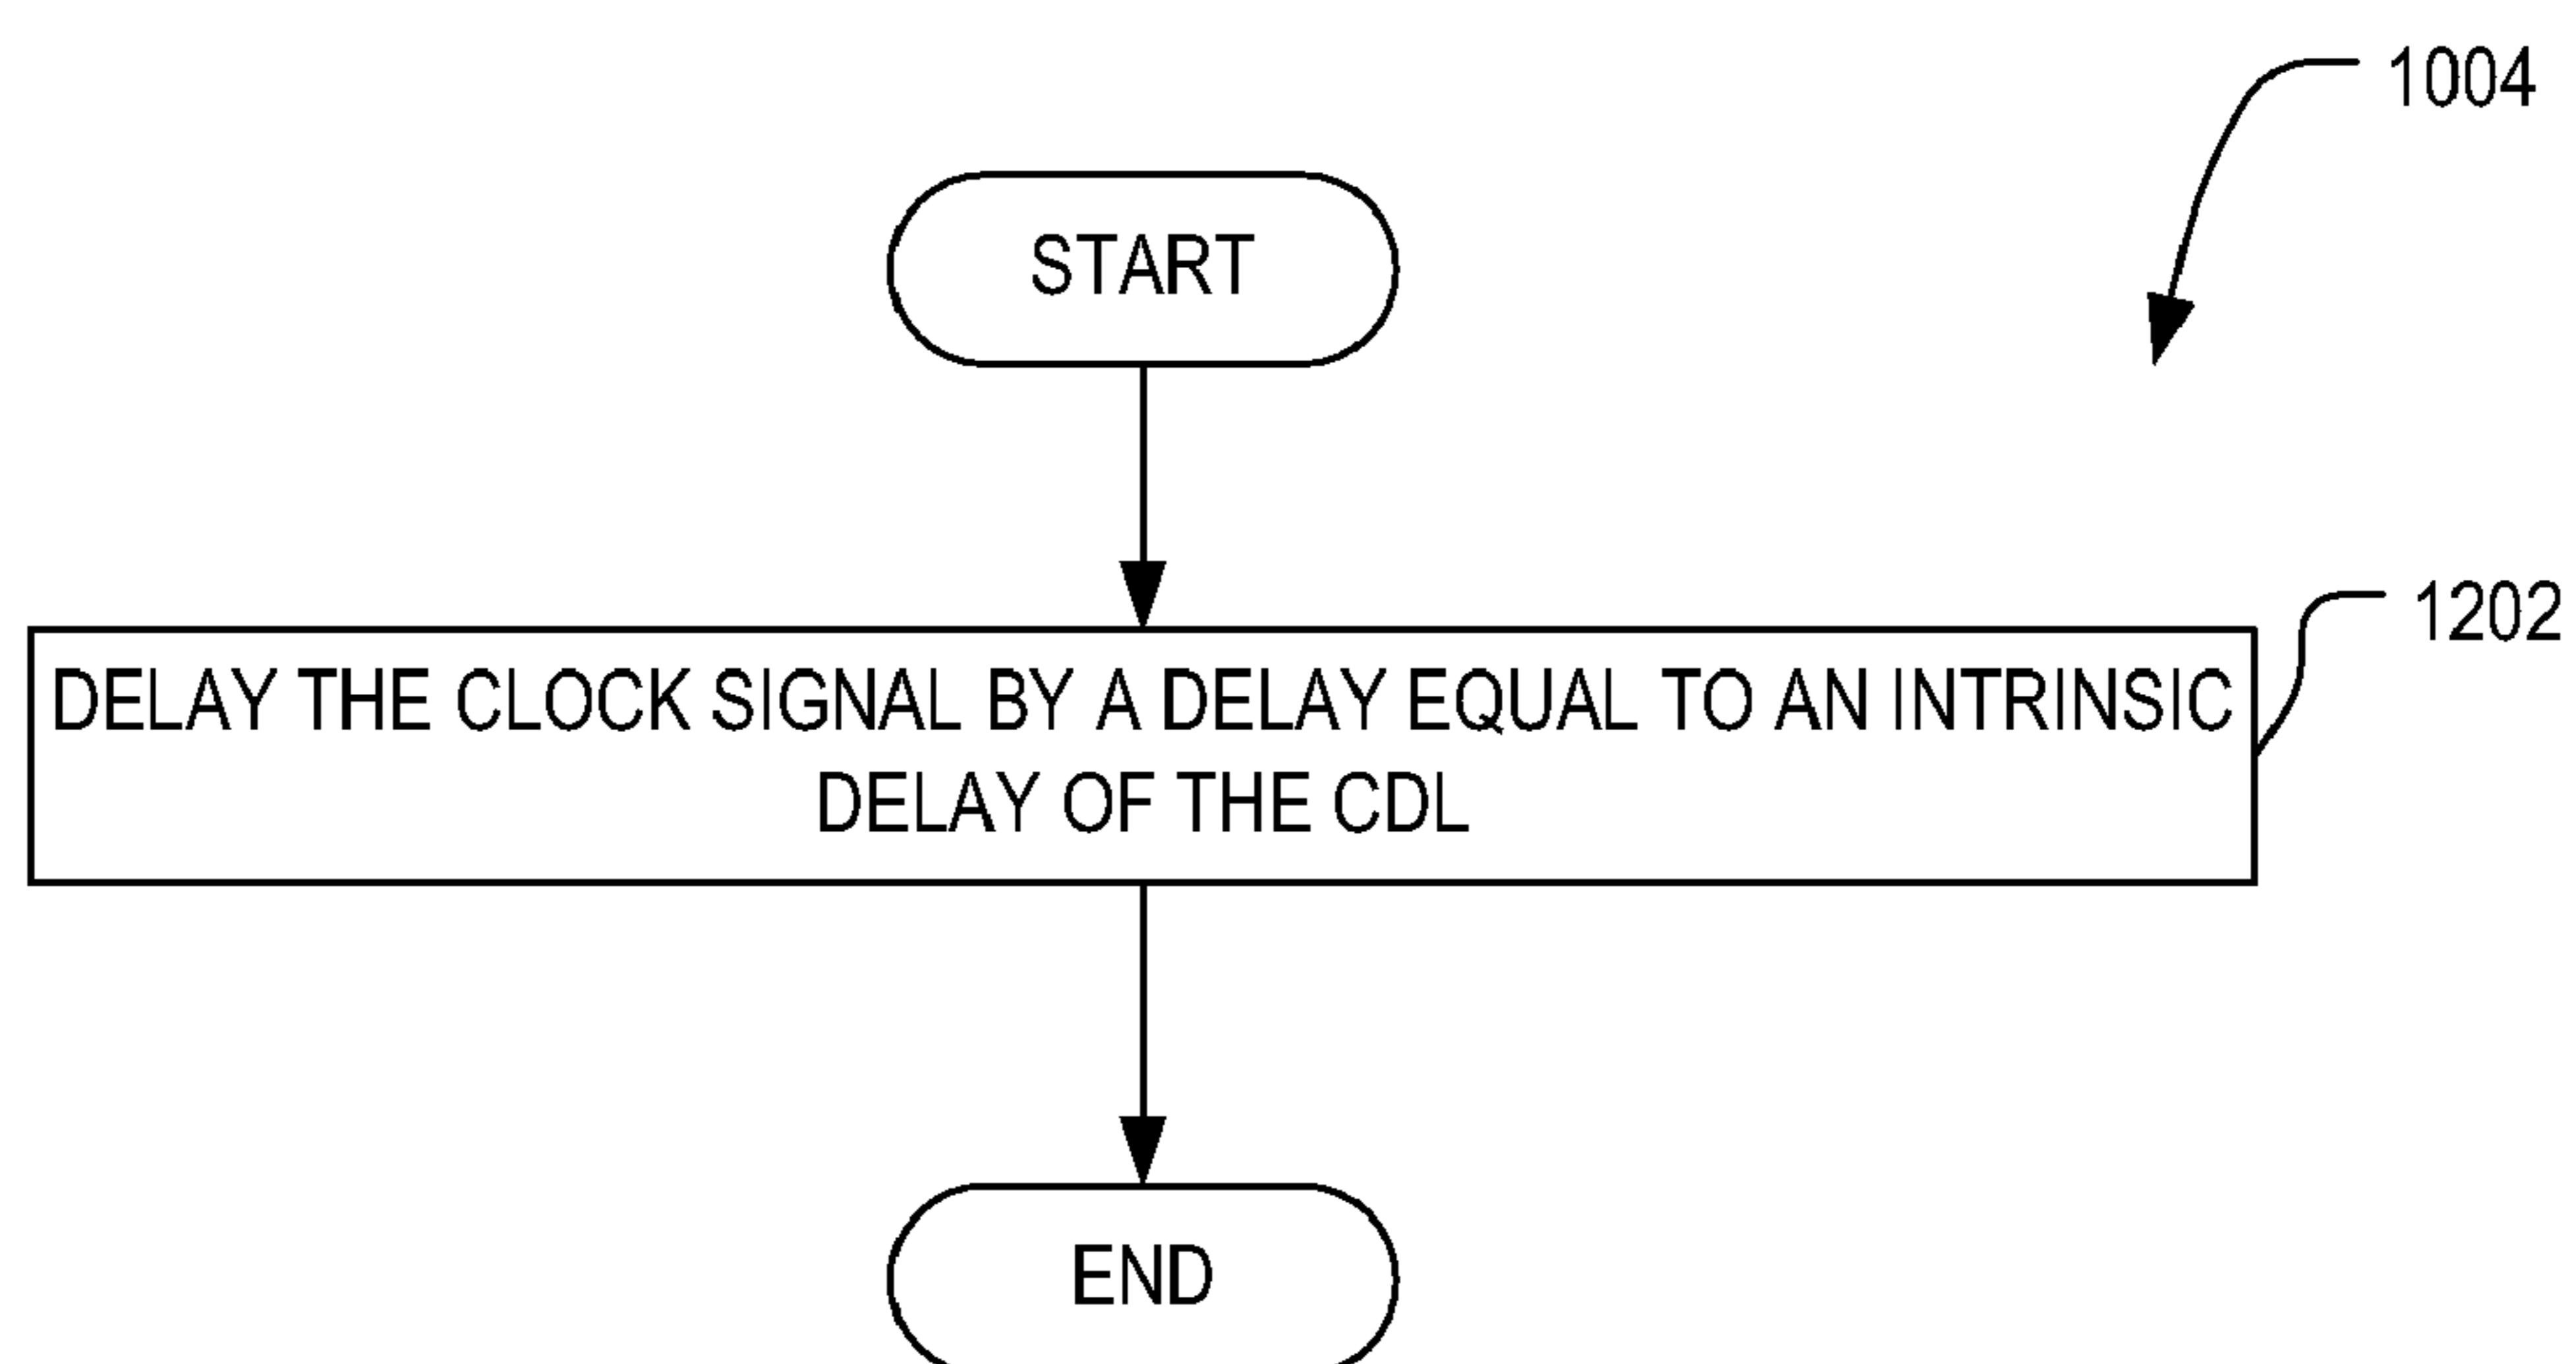 1004
START
1202
DELAY THE CLOCK SIGNAL BY A DELAY EQUAL TO AN INTRINSIC
DELAY OF THE CDL
END